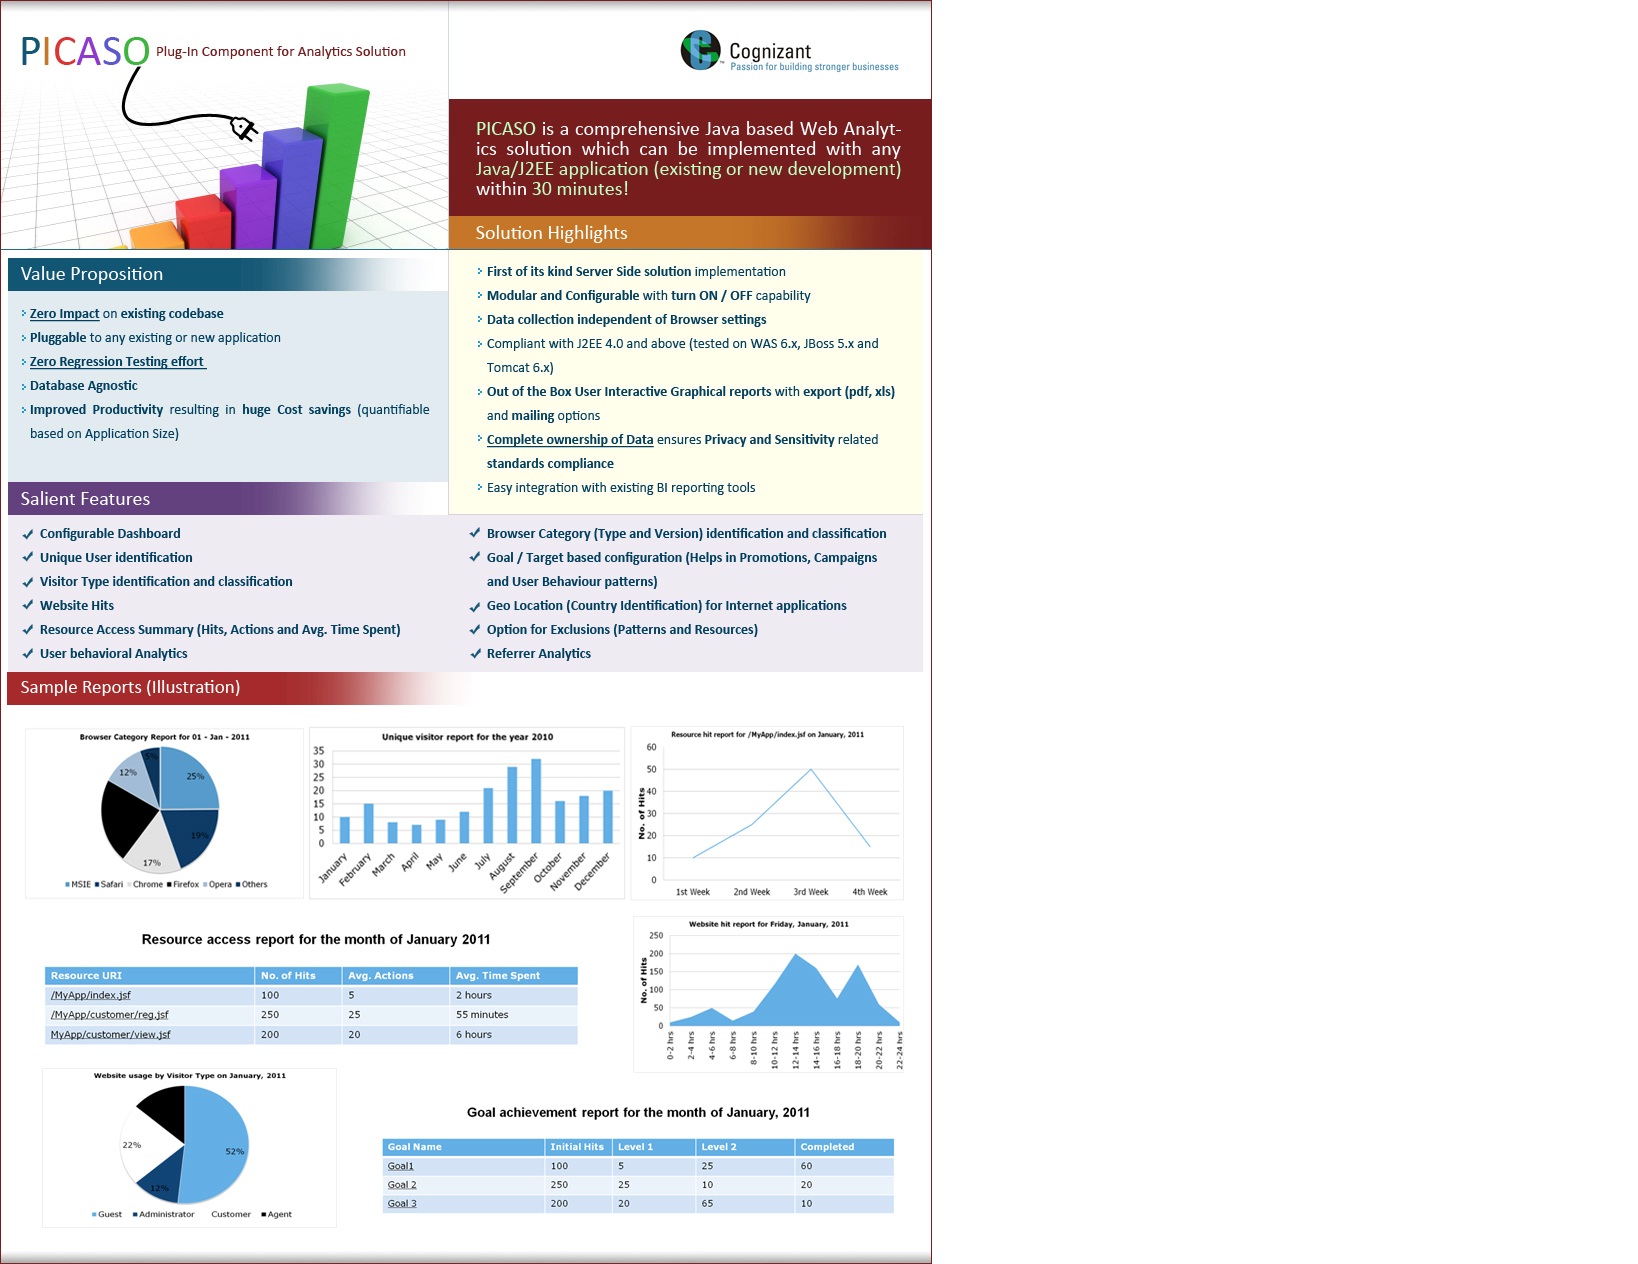 PICASO Plug-In Component for Analytics Solution
Cognizant
Passion for building stronger businesses
PICASO is a comprehensive Java based Web Analyt-
ics solution which can be implemented with any
Java/J2EE application (existing or new development)
within 30 minutes!
Solution Highlights
First of its kind Server Side solution implementation
Modular and Configurable with turn ON / OFF capability
Data collection independent of Browser settings
Compliant with J2EE 4.0 and above (tested on WAS 6.x, JBoss 5.x and
Tomcat 6.x)
Out of the Box User Interactive Graphical reports with export (pdf, xls)
and mailing options
Complete ownership of Data ensures Privacy and Sensitivity related
standards compliance
Easy integration with existing BI reporting tools
Value Proposition
Zero Impact on existing codebase
Pluggable to any existing or new application
Zero Regression Testing effort
Database Agnostic
Improved Productivity resulting in huge Cost savings (quantifiable
based on Application Size)
Salient Features
Configurable Dashboard
Unique User identification
Visitor Type identification and classification
Website Hits
Resource Access Summary (Hits, Actions and Avg. Time Spent)
User behavioral Analytics
Browser Category (Type and Version) identification and classification
Goal / Target based configuration (Helps in Promotions, Campaigns
and User Behaviour patterns)
Geo Location (Country Identification) for Internet applications
Option for Exclusions (Patterns and Resources)
Referrer Analytics
Sample Reports (Illustration)
Browser Category Report for 01 - Jan - 2011
12%
25%
19%
17%
MSIE Safari Chrome Firefox Opera Others
Unique visitor report for the year 2010
35
30
25
20
15
10
5
0
January February March April May June July August September October November December
Resource hit report for /MyApp/index.jsf on January, 2011
No. of Hits
60
50
40
30
20
10
0
1st Week 2nd Week 3rd Week 4th Week
Resource access report for the month of January 2011
Resource URI No. of Hits Avg. Actions Avg. Time Spent
/MyApp/index.jsf 100 5 2 hours
/MyApp/customer/reg.jsf 250 25 55 minutes
MyApp/customer/view.jsf 200 20 6 hours
Website hit report for Friday, January, 2011
No. of Hits
250
200
150
100
50
0
0-2 hrs 2-4 hrs 4-6 hrs 6-8 hrs 8-10 hrs 10-12 hrs 12-14 hrs 14-16 hrs 16-18 hrs 18-20 hrs 20-22 hrs 22-24 hrs
Website usage by Visitor Type on January, 2011
22%
52%
12%
Guest Administrator Customer Agent
Goal achievement report for the month of January, 2011
Goal Name Initial Hits Level 1 Level 2 Completed
Goal1 100 5 25 60
Goal 2 250 25 10 20
Goal 3 200 20 65 10